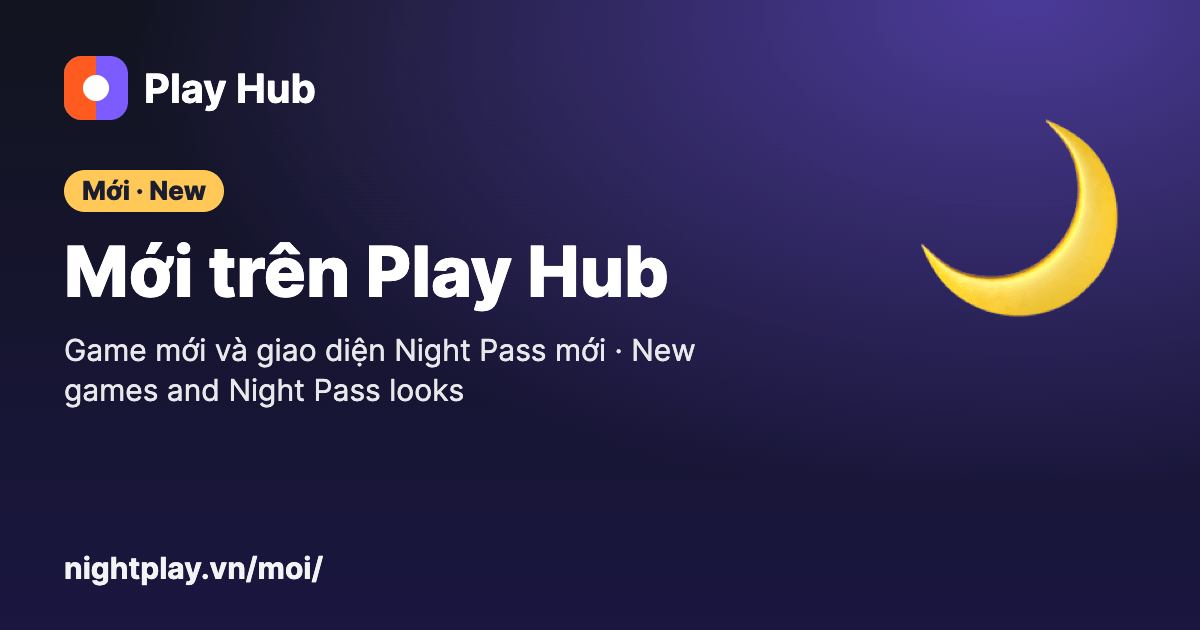 Play Hub
Mới · New
Mới trên Play Hub
Game mới và giao diện Night Pass mới · New
games and Night Pass looks
nightplay.vn/moi/